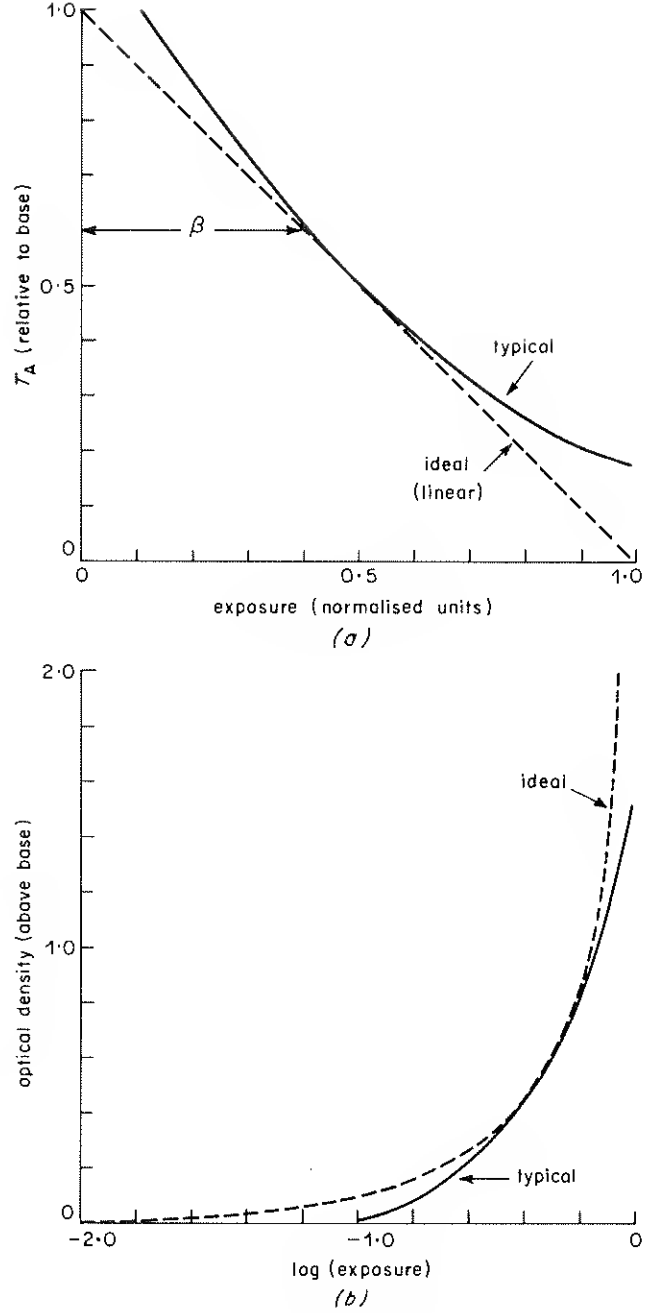 1·0
τA (relative to base)
β
0·5
typical
ideal
(linear)
0
0
0·5
1·0
exposure (normalised units)
(a)
2·0
ideal
optical density (above base)
1·0
typical
0
-2·0
-1·0
0
log (exposure)
(b)